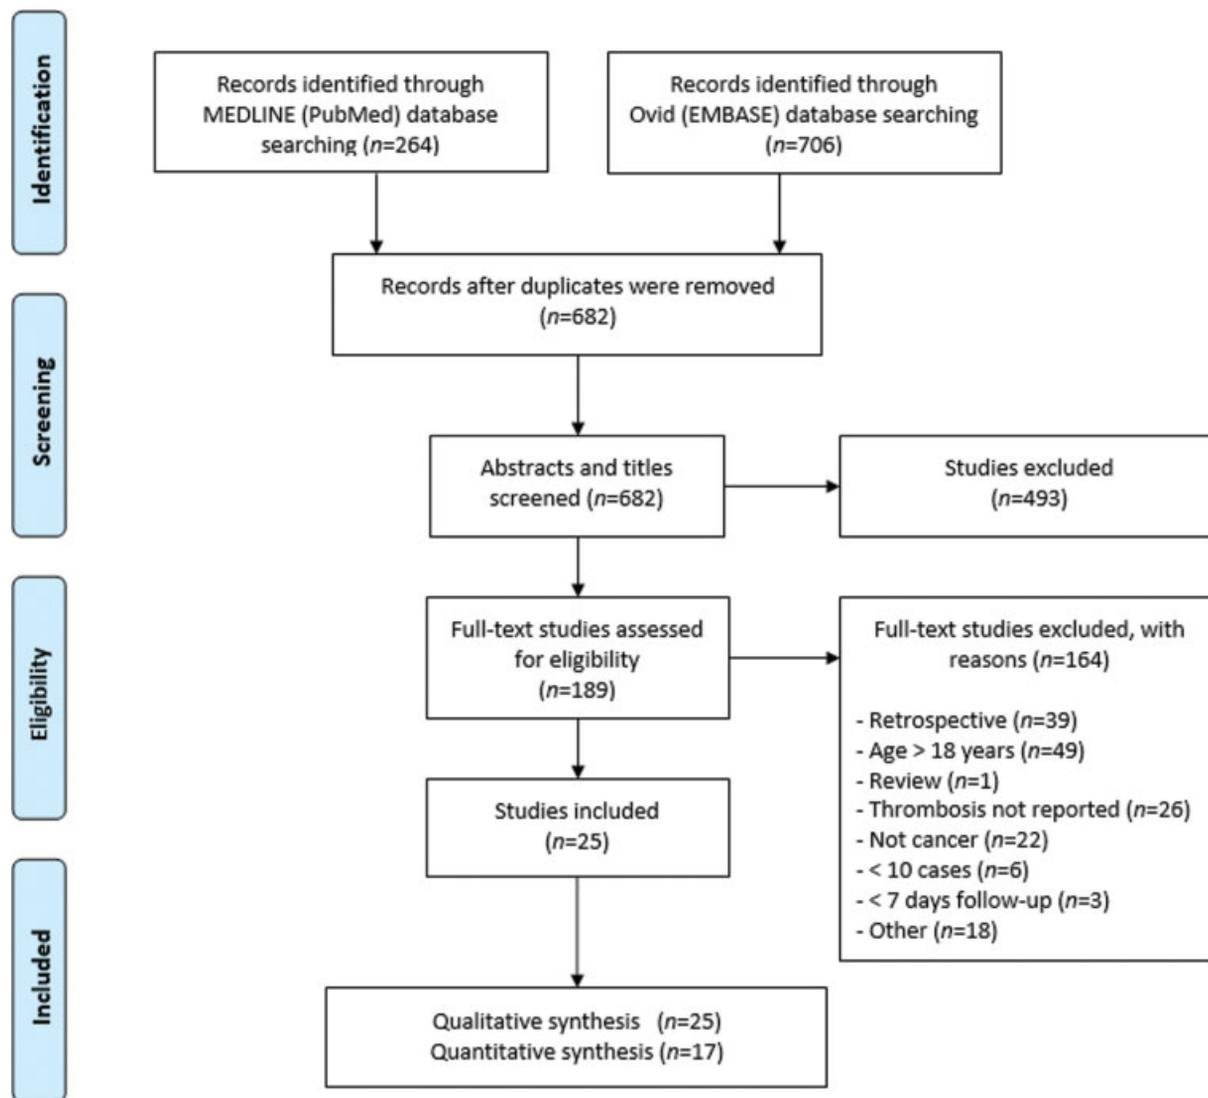 Identification
Records identified through
MEDLINE (PubMed) database
searching (n=264)
Records identified through
Ovid (EMBASE) database searching
(n=706)
Records after duplicates were removed
(n=682)
Screening
Abstracts and titles
screened (n=682)
Studies excluded
(n=493)
Eligibility
Full-text studies assessed
for eligibility
(n=189)
Full-text studies excluded, with
reasons (n=164)
- Retrospective (n=39)
- Age > 18 years (n=49)
- Review (n=1)
- Thrombosis not reported (n=26)
- Not cancer (n=22)
- < 10 cases (n=6)
- < 7 days follow-up (n=3)
- Other (n=18)
Studies included
(n=25)
Included
Qualitative synthesis (n=25)
Quantitative synthesis (n=17)